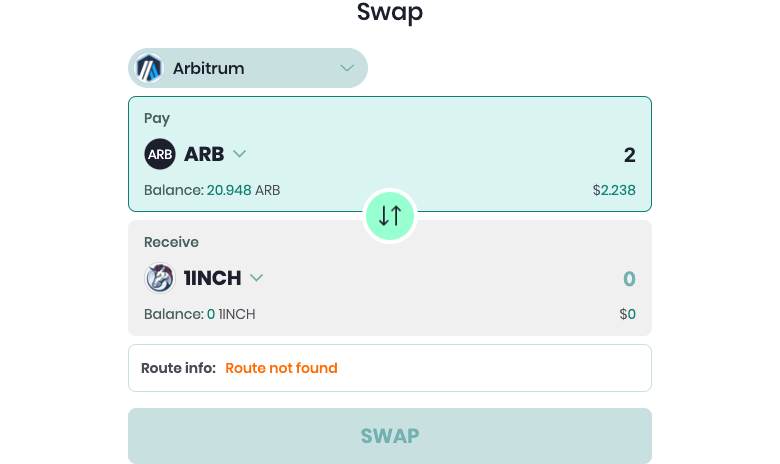 Swap
Arbitrum
Pay
ARB ARB 2
Balance: 20.948 ARB $2.238
Receive
1INCH 0
Balance: 0 1INCH $0
Route info: Route not found
SWAP